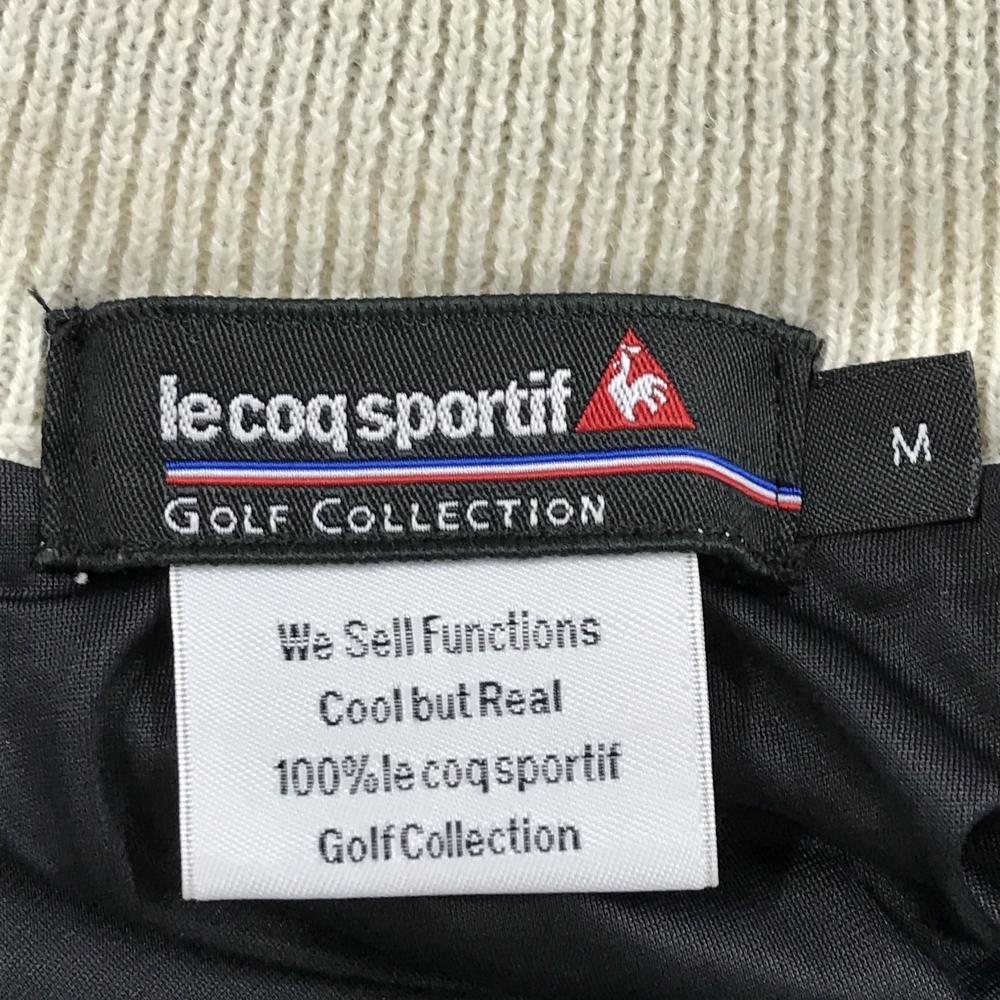 le coq sportif
GOLF COLLECTION
M
We Sell Functions
Cool but Real
100% le coq sportif
Golf Collection